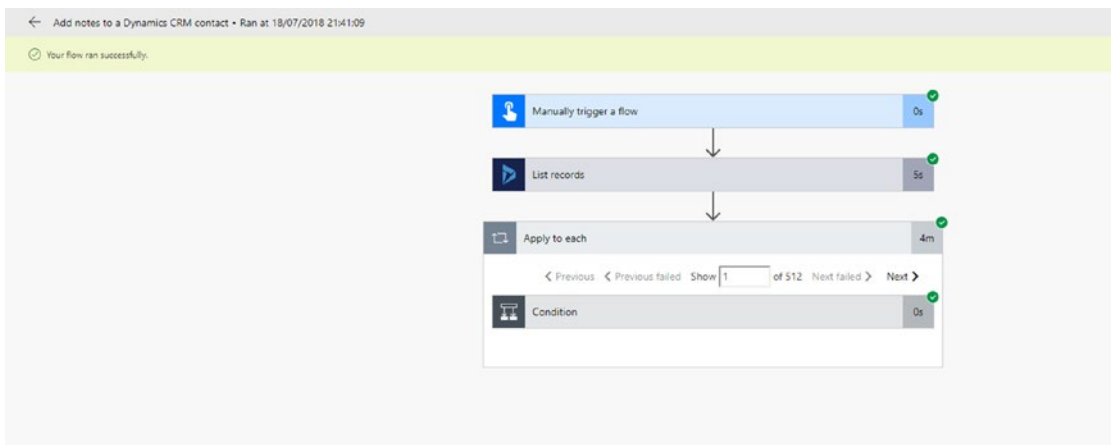 Add notes to a Dynamics CRM contact • Ran at 18/07/2018 21:41:09
Your flow ran successfully.
Manually trigger a flow 0s
List records 5s
Apply to each 4m
Previous Previous failed Show 1 of 512 Next failed Next
Condition 0s